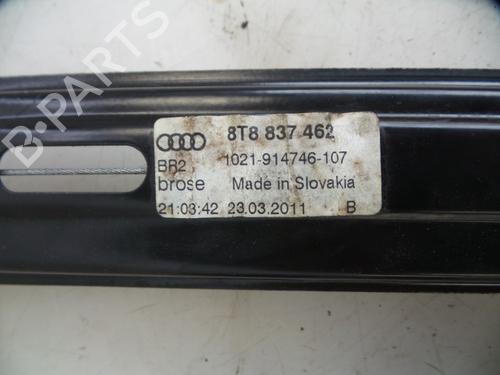 8T8 837 462
BR2 1021-914746-107
brose Made in Slovakia
21:03:42 23.03.2011 B
B-PARTS